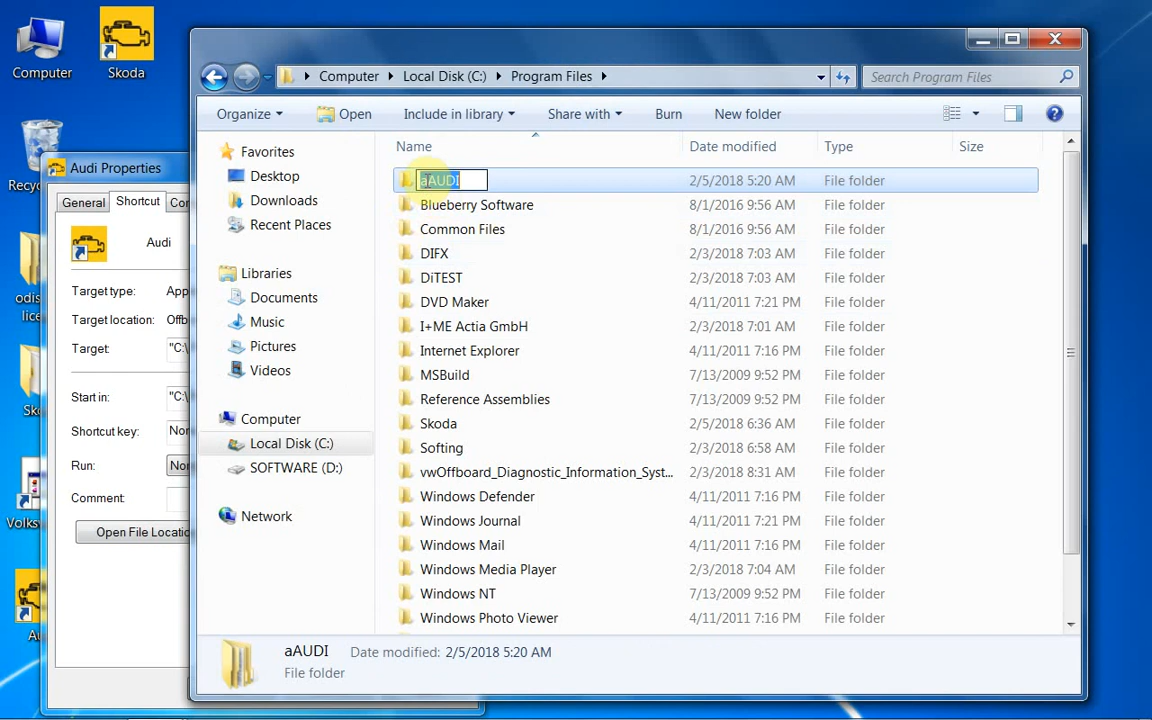 Computer
Skoda
Computer Local Disk (C:) Program Files
Search Program Files
Organize Open Include in library Share with Burn New folder
Name Date modified Type Size
Favorites
Desktop
Downloads
Recent Places
Libraries
Documents
Music
Pictures
Videos
Computer
Local Disk (C:)
SOFTWARE (D:)
Network
aAUDI 2/5/2018 5:20 AM File folder
Blueberry Software 8/1/2016 9:56 AM File folder
Common Files 8/1/2016 9:56 AM File folder
DIFX 2/3/2018 7:03 AM File folder
DiTEST 2/3/2018 7:03 AM File folder
DVD Maker 4/11/2011 7:21 PM File folder
I+ME Actia GmbH 2/3/2018 7:01 AM File folder
Internet Explorer 4/11/2011 7:16 PM File folder
MSBuild 7/13/2009 9:52 PM File folder
Reference Assemblies 7/13/2009 9:52 PM File folder
Skoda 2/5/2018 6:36 AM File folder
Softing 2/3/2018 6:58 AM File folder
vwOffboard_Diagnostic_Information_Syst... 2/3/2018 8:31 AM File folder
Windows Defender 4/11/2011 7:16 PM File folder
Windows Journal 4/11/2011 7:21 PM File folder
Windows Mail 4/11/2011 7:16 PM File folder
Windows Media Player 2/3/2018 7:04 AM File folder
Windows NT 7/13/2009 9:52 PM File folder
Windows Photo Viewer 4/11/2011 7:16 PM File folder
aAUDI Date modified: 2/5/2018 5:20 AM
File folder
Recy
Audi Properties
General Shortcut Co
Audi
Target type: App
Target location: Offb
Target: "C:\
Start in: "C:\
Shortcut key: Non
Run: Nor
Comment:
Open File Locatio
odis
lice
Sko
Volksv
Au